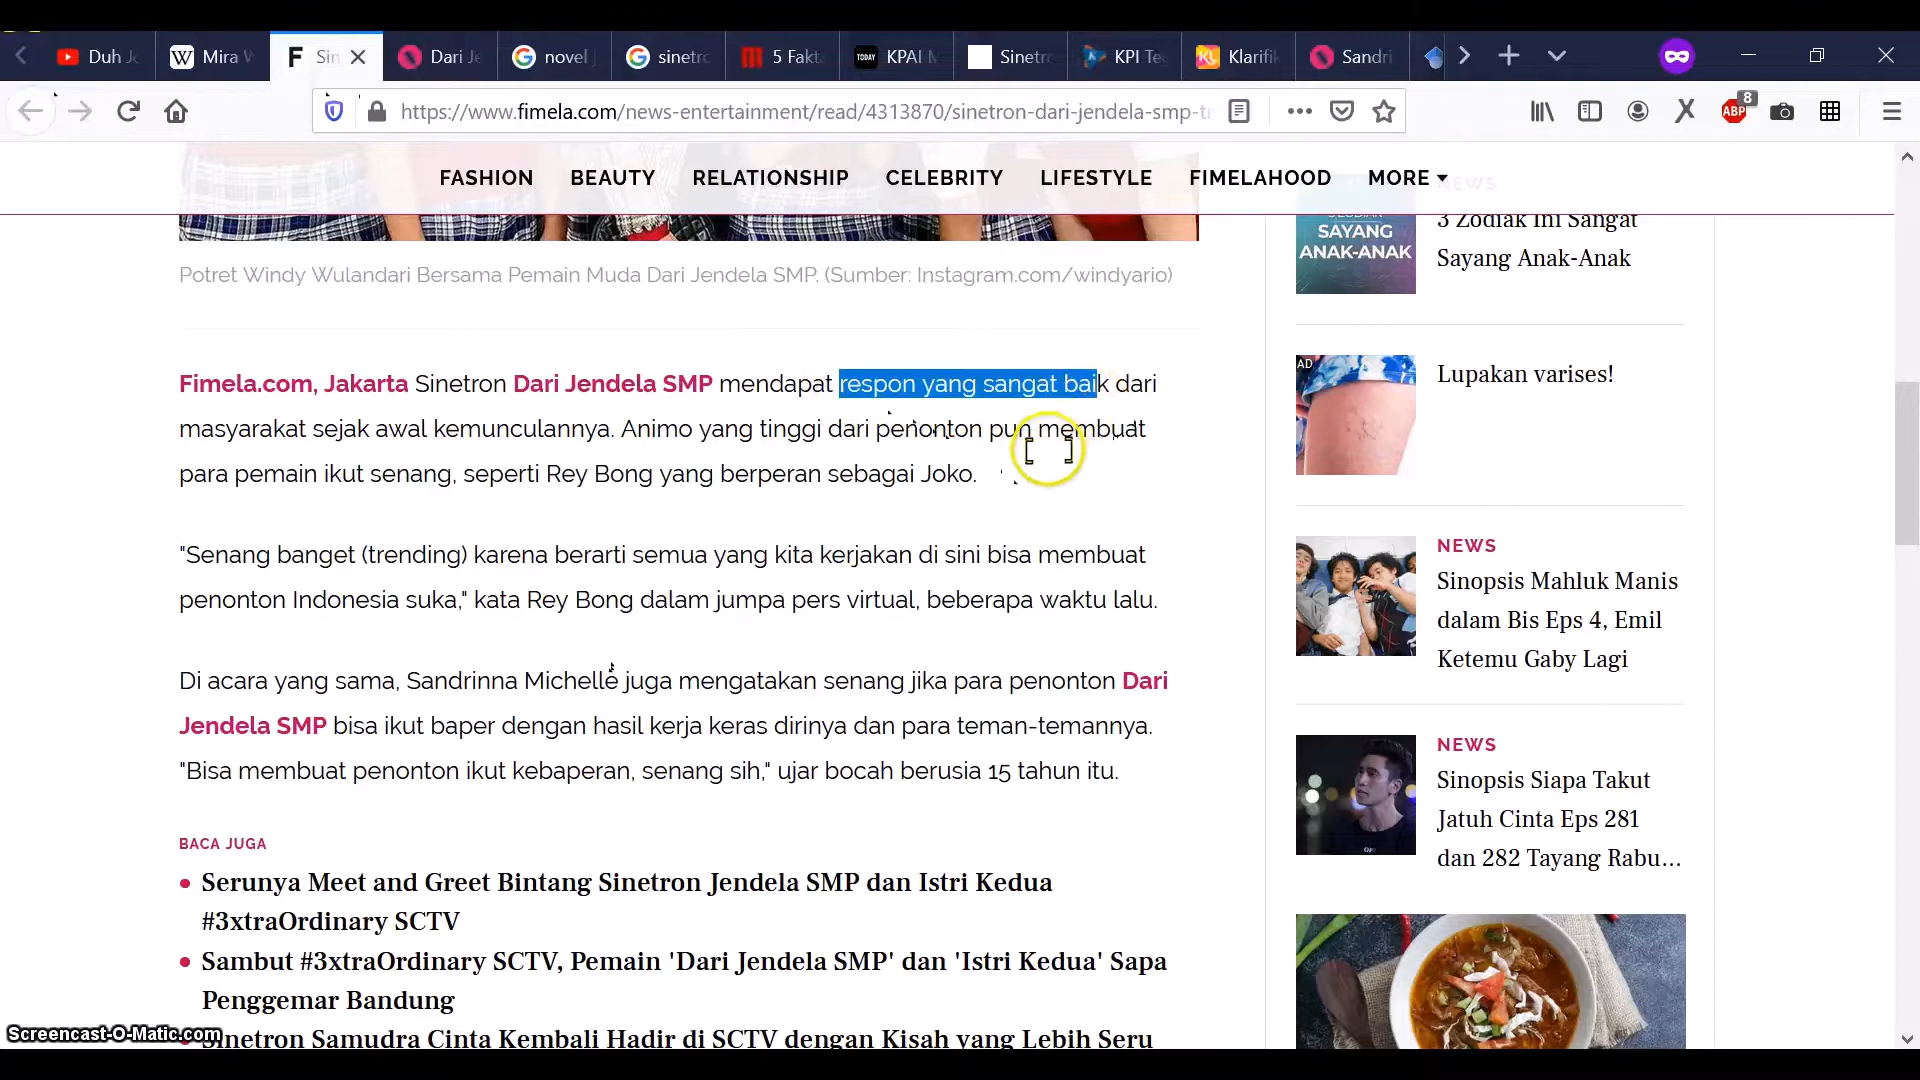 Duh J
W Mira W
F Sin
Dari Je
novel j
sinetro
5 Fakta
TODAY KPAI M
Sinetr
KPI Te
KL Klarifik
Sandri
https://www.fimela.com/news-entertainment/read/4313870/sinetron-dari-jendela-smp-tr
ABP 8
FASHION BEAUTY RELATIONSHIP CELEBRITY LIFESTYLE FIMELAHOOD MORE
Potret Windy Wulandari Bersama Pemain Muda Dari Jendela SMP. (Sumber: Instagram.com/windyario)
Fimela.com, Jakarta Sinetron Dari Jendela SMP mendapat respon yang sangat baik dari
masyarakat sejak awal kemunculannya. Animo yang tinggi dari penonton pun membuat
para pemain ikut senang, seperti Rey Bong yang berperan sebagai Joko.
"Senang banget (trending) karena berarti semua yang kita kerjakan di sini bisa membuat
penonton Indonesia suka," kata Rey Bong dalam jumpa pers virtual, beberapa waktu lalu.
Di acara yang sama, Sandrinna Michelle juga mengatakan senang jika para penonton Dari
Jendela SMP bisa ikut baper dengan hasil kerja keras dirinya dan para teman-temannya.
"Bisa membuat penonton ikut kebaperan, senang sih," ujar bocah berusia 15 tahun itu.
BACA JUGA
Serunya Meet and Greet Bintang Sinetron Jendela SMP dan Istri Kedua
#3xtraOrdinary SCTV
Sambut #3xtraOrdinary SCTV, Pemain 'Dari Jendela SMP' dan 'Istri Kedua' Sapa
Penggemar Bandung
Sinetron Samudra Cinta Kembali Hadir di SCTV dengan Kisah yang Lebih Seru
NEWS
3 Zodiak Ini Sangat
Sayang Anak-Anak
SAYANG
ANAK-ANAK
AD
Lupakan varises!
NEWS
Sinopsis Mahluk Manis
dalam Bis Eps 4, Emil
Ketemu Gaby Lagi
NEWS
Sinopsis Siapa Takut
Jatuh Cinta Eps 281
dan 282 Tayang Rabu...
Screencast-O-Matic.com